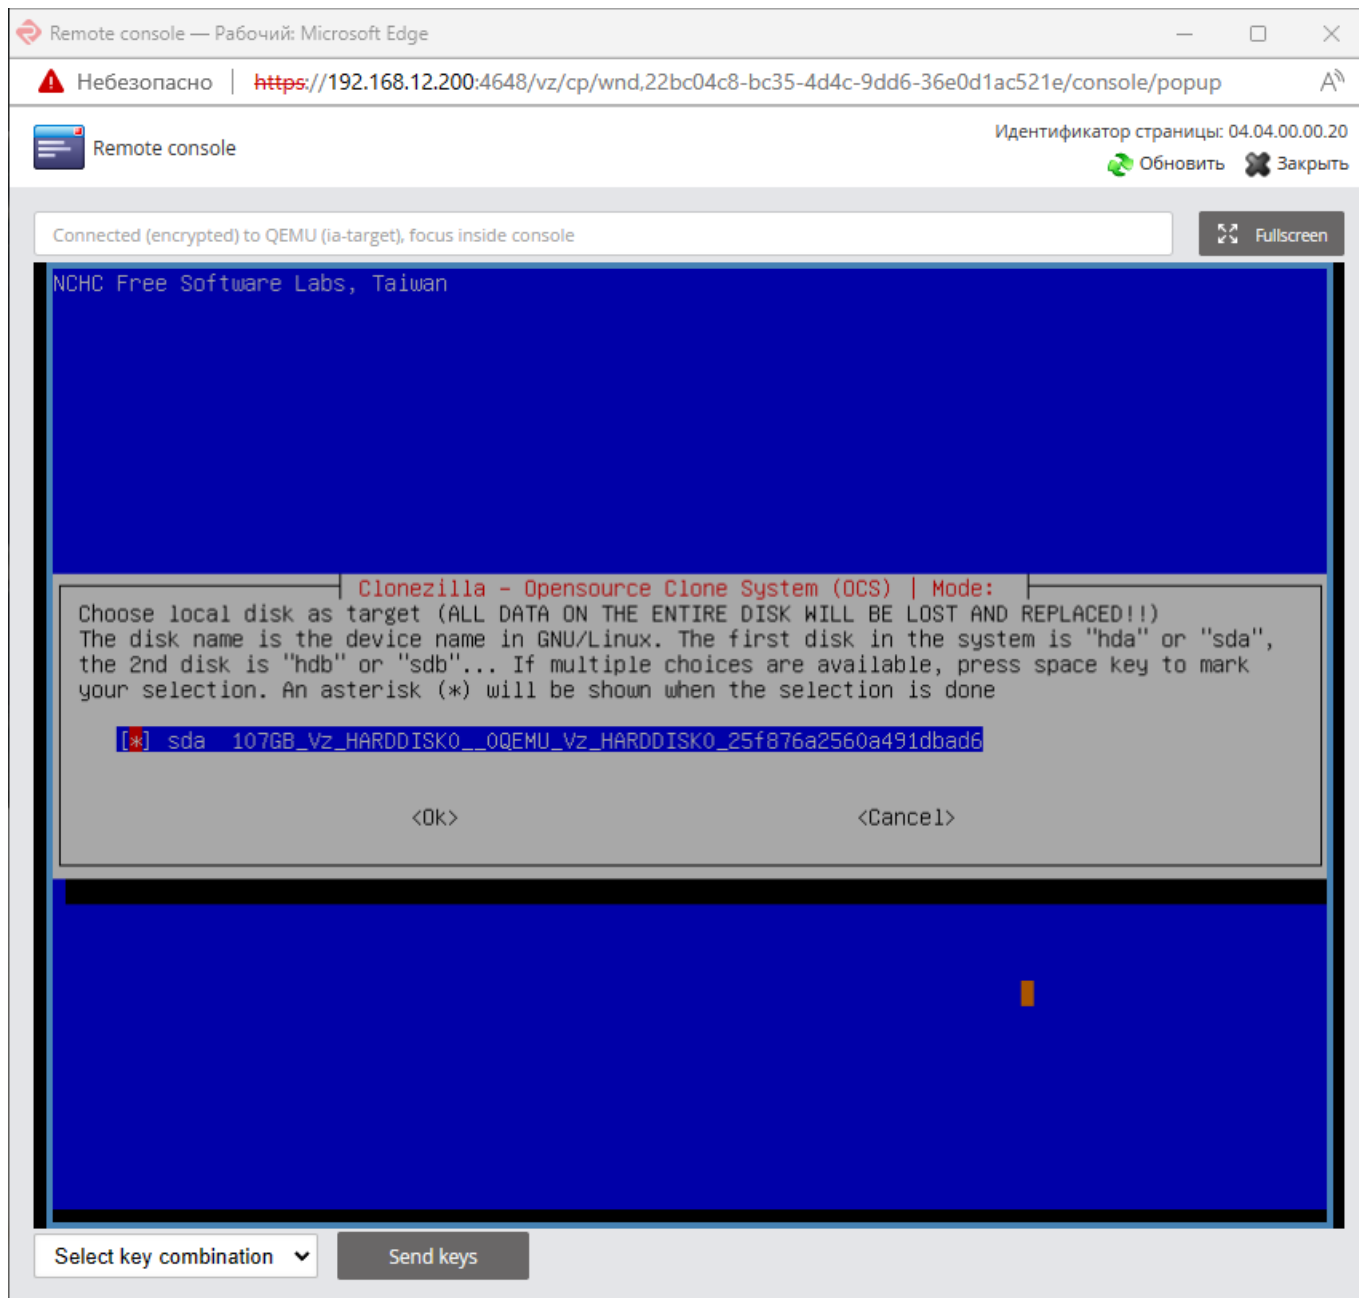 Remote console — Рабочий: Microsoft Edge
Небезопасно https://192.168.12.200:4648/vz/cp/wnd,22bc04c8-bc35-4d4c-9dd6-36e0d1ac521e/console/popup
Remote console
Идентификатор страницы: 04.04.00.00.20
Обновить Закрыть
Connected (encrypted) to QEMU (ia-target), focus inside console
Fullscreen
NCHC Free Software Labs, Taiwan
Clonezilla - Opensource Clone System (OCS) | Mode:
Choose local disk as target (ALL DATA ON THE ENTIRE DISK WILL BE LOST AND REPLACED!!)
The disk name is the device name in GNU/Linux. The first disk in the system is "hda" or "sda",
the 2nd disk is "hdb" or "sdb"... If multiple choices are available, press space key to mark
your selection. An asterisk (*) will be shown when the selection is done
[*] sda 107GB_Vz_HARDDISK0__0QEMU_Vz_HARDDISK0_25f876a2560a491dbad6
<Ok> <Cancel>
Select key combination Send keys